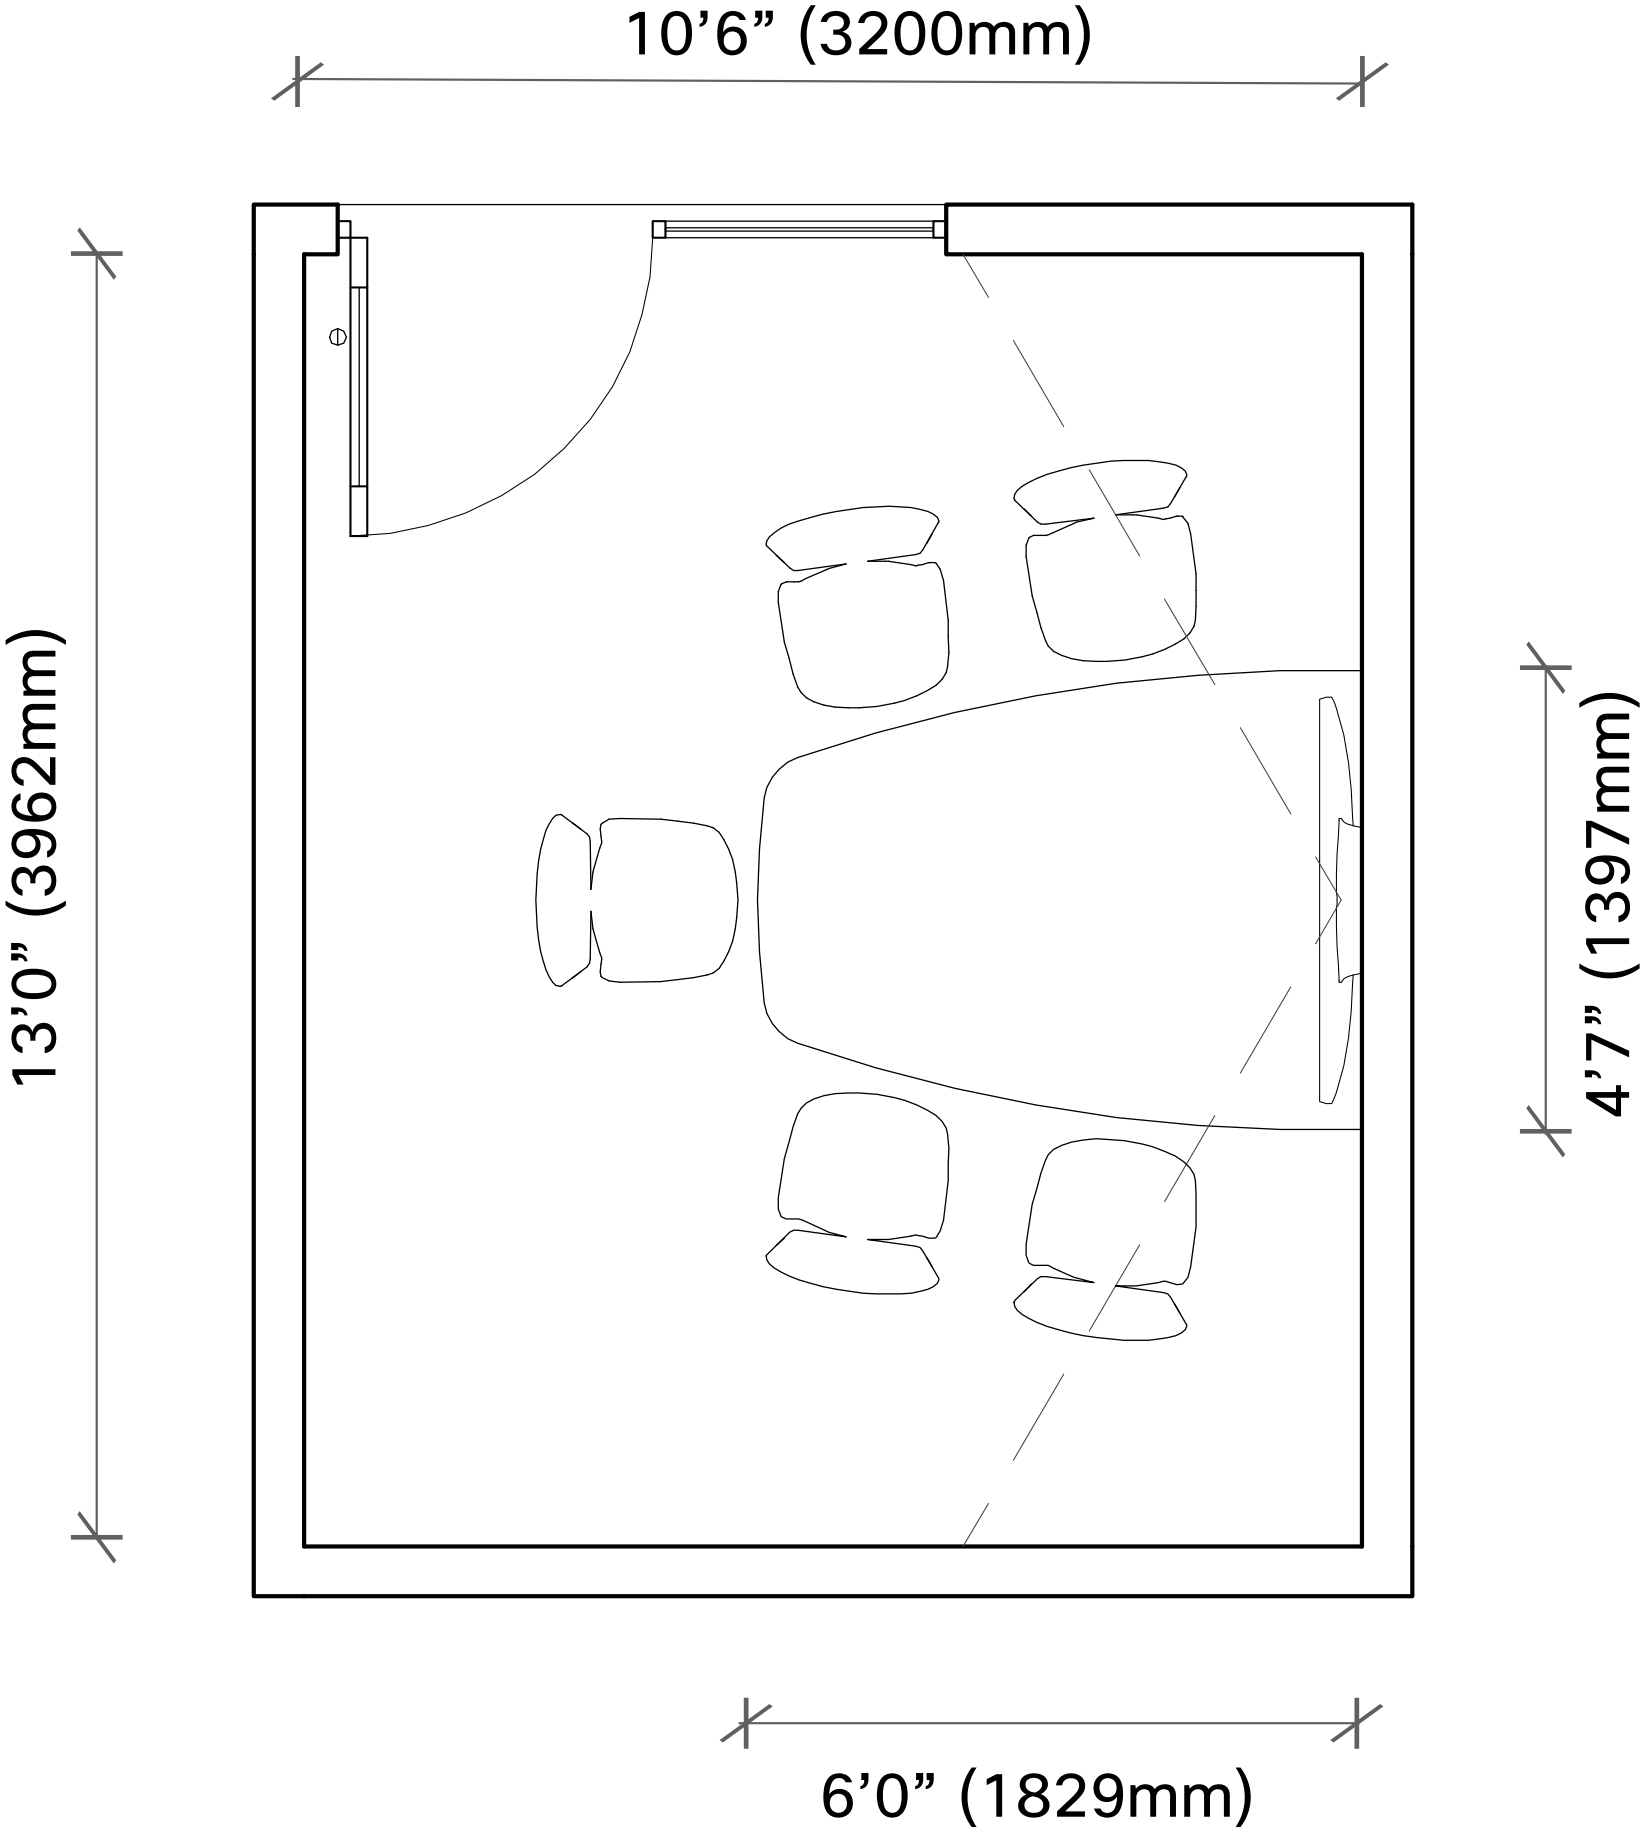 10’6” (3200mm)
13’0” (3962mm)
4’7” (1397mm)
6’0” (1829mm)